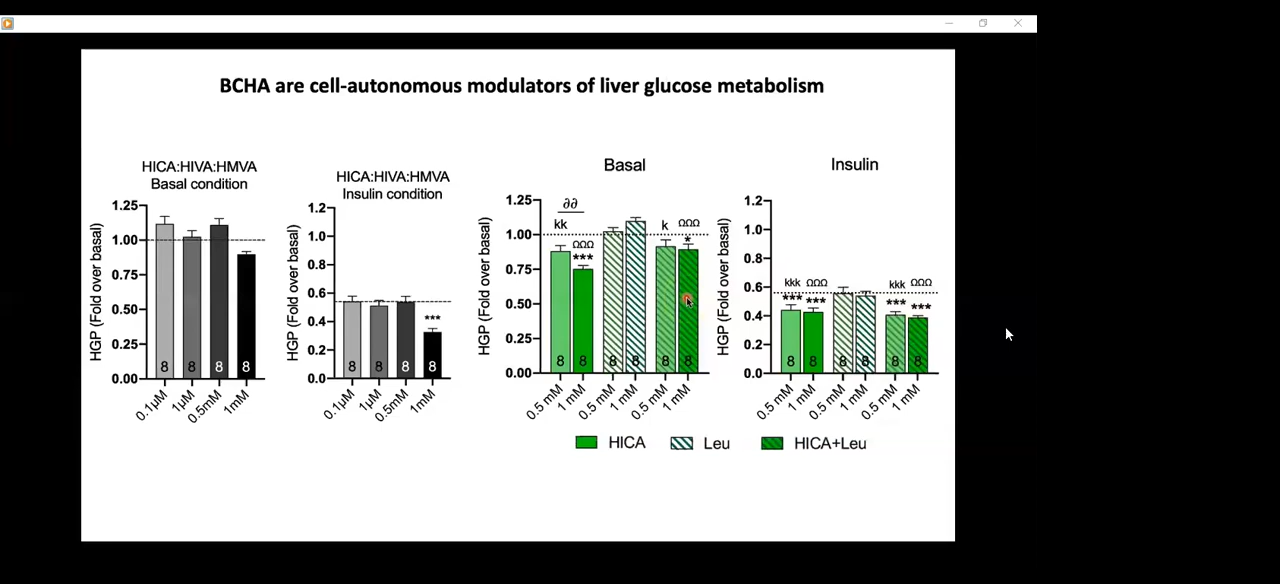 BCHA are cell-autonomous modulators of liver glucose metabolism
HICA:HIVA:HMVA
Basal condition
HGP (Fold over basal)
1.25
1.00
0.75
0.50
0.25
0.00
8 8 8 8
0.1µM 1µM 0.5mM 1mM
HICA:HIVA:HMVA
Insulin condition
HGP (Fold over basal)
1.2
1.0
0.8
0.6
0.4
0.2
0.0
***
8 8 8 8
0.1µM 1µM 0.5mM 1mM
Basal
HGP (Fold over basal)
1.25
1.00
0.75
0.50
0.25
0.00
∂∂
kk k ΩΩΩ
ΩΩΩ *
***
8 8 8 8 8 8
0.5 mM 1 mM 0.5 mM 1 mM 0.5 mM 1 mM
Insulin
HGP (Fold over basal)
1.2
1.0
0.8
0.6
0.4
0.2
0.0
kkk ΩΩΩ kkk ΩΩΩ
*** *** *** ***
8 8 8 8 8 8
0.5 mM 1 mM 0.5 mM 1 mM 0.5 mM 1 mM
HICA Leu HICA+Leu